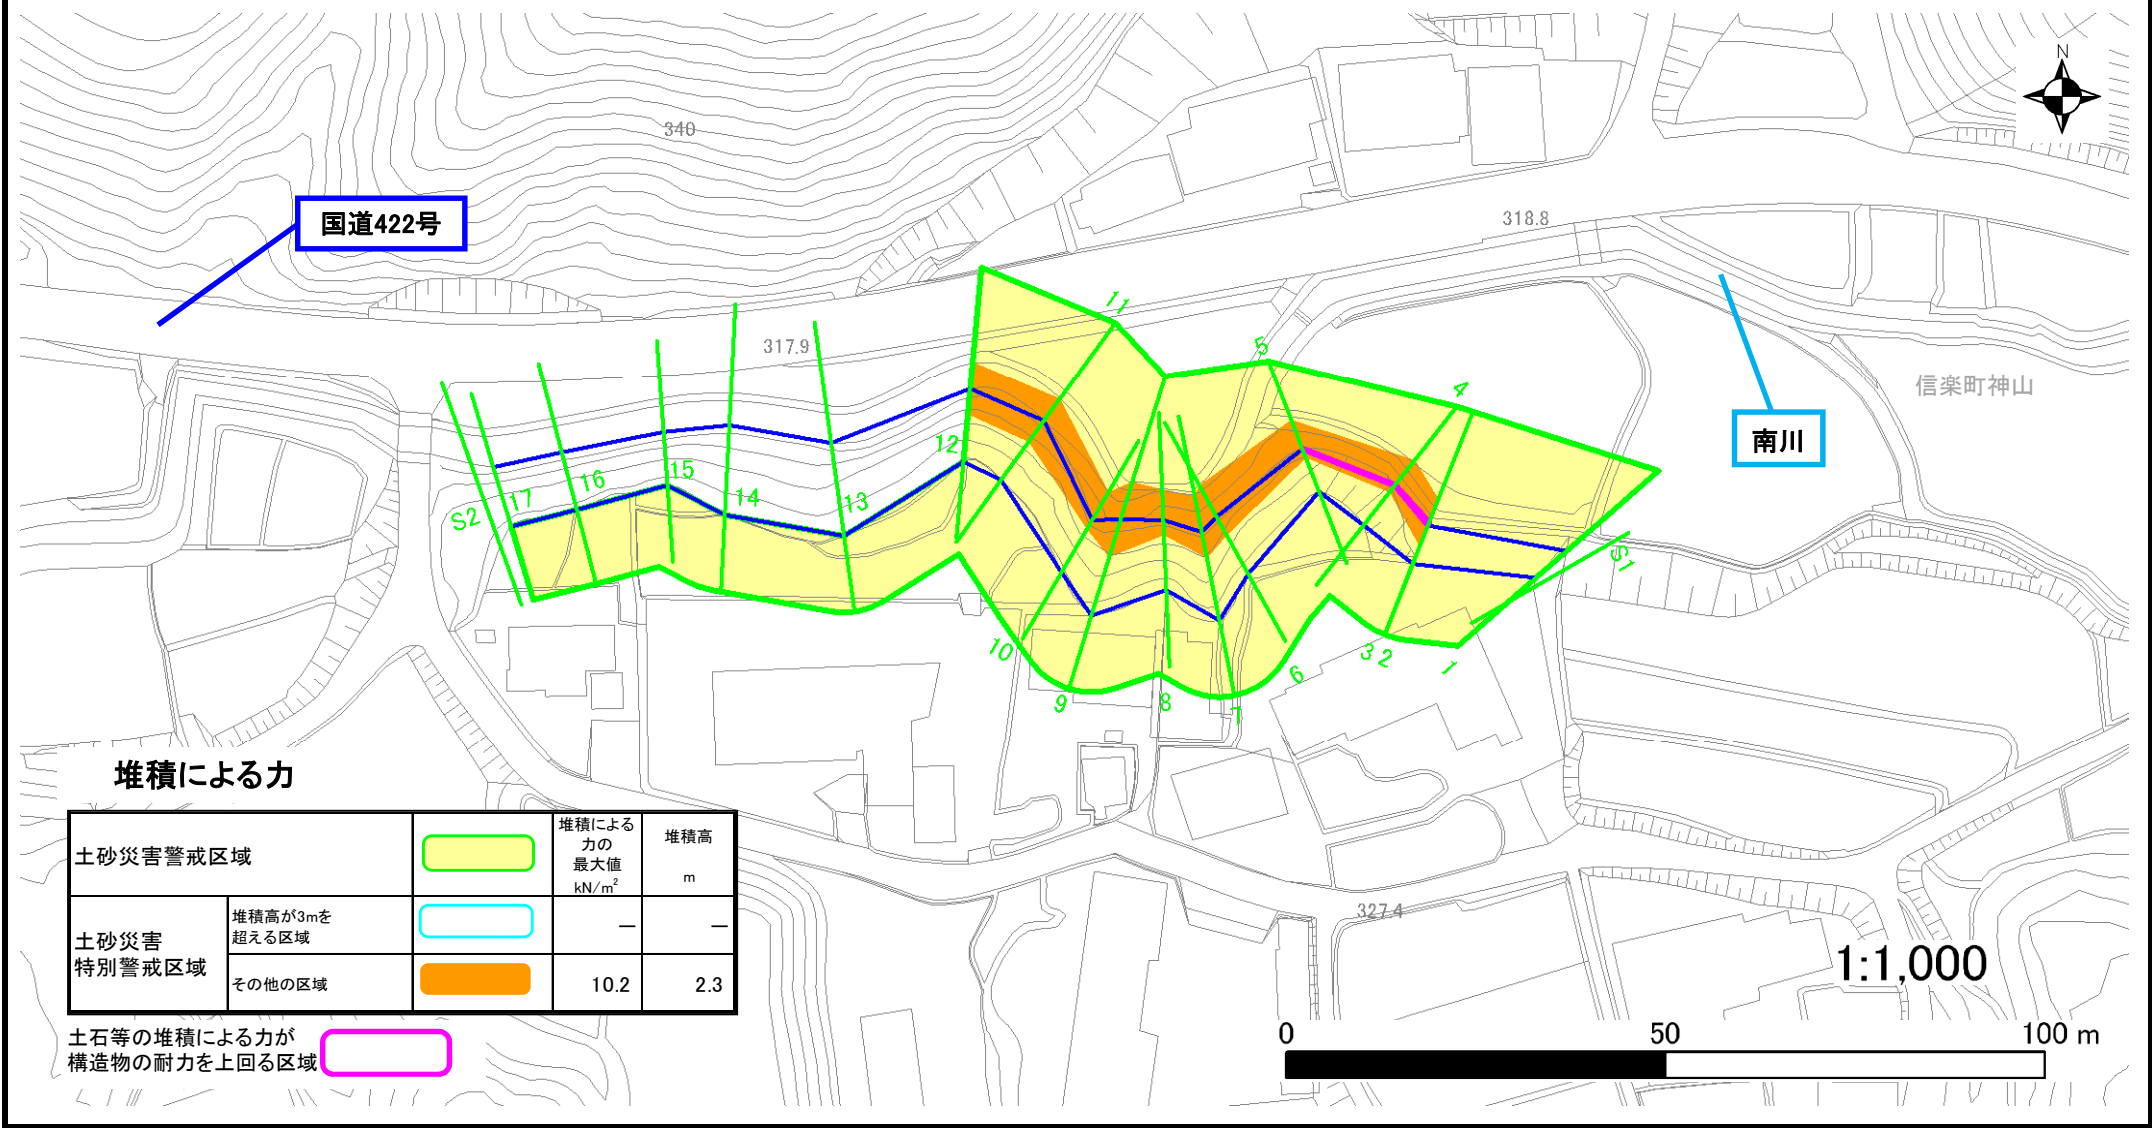 N
340
国道422号
318.8
11
317.9
5
4
信楽町神山
南川
12
15
16
14
13
17
S2
S1
10
3 2
1
6
9
8
7
堆積による力
土砂災害警戒区域
堆積による
力の
最大値
kN/m²
堆積高
m
土砂災害
特別警戒区域
堆積高が3mを
超える区域
―
―
その他の区域
10.2
2.3
土石等の堆積による力が
構造物の耐力を上回る区域
327.4
1:1,000
0 50 100 m